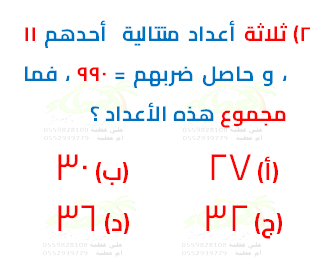 ٢) ثلاثة أعداد متتالية أحدهم ١١
، و حاصل ضربهم = ٩٩٠ ، فما
مجموع هذه الأعداد ؟
(أ) ٢٧ (ب) ٣٠
(ج) ٣٢ (د) ٣٦